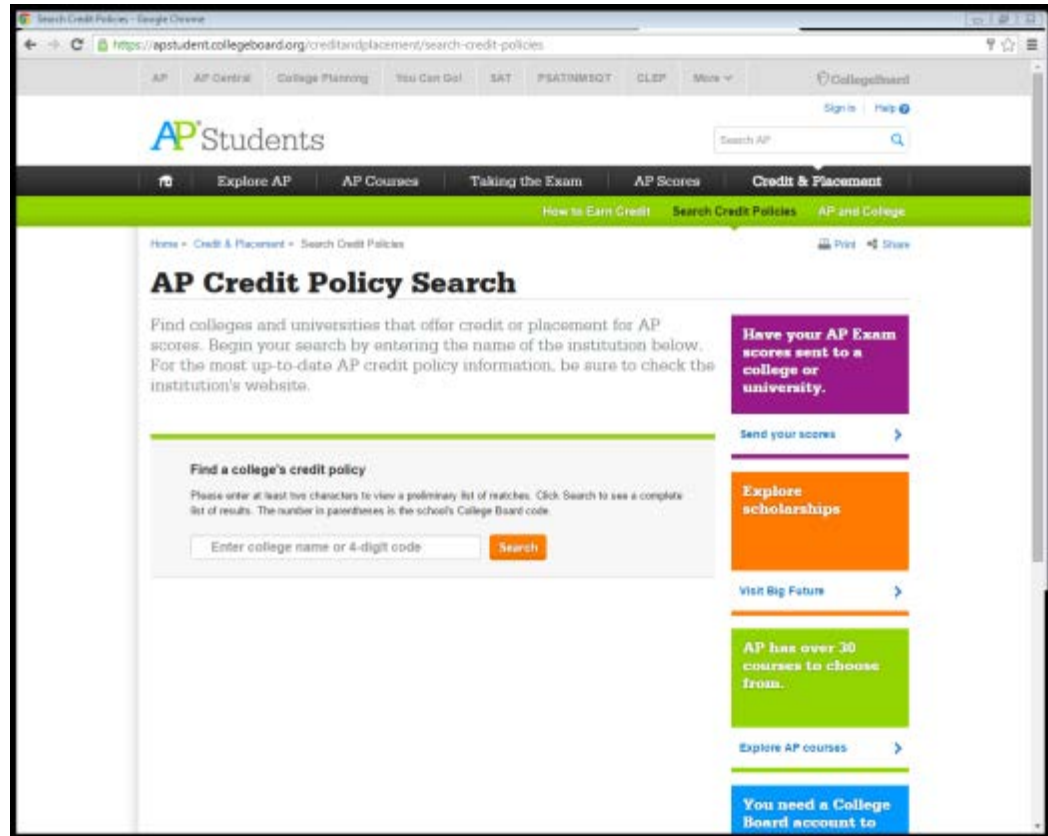 Search Credit Policies - Google Chrome
https://apstudent.collegeboard.org/creditandplacement/search-credit-policies
AP AP Central College Planning You Can Go! SAT PSAT/NMSQT CLEP More CollegeBoard
Sign in Help ?
AP Students
Search AP
Explore AP AP Courses Taking the Exam AP Scores Credit & Placement
How to Earn Credit Search Credit Policies AP and College
Home > Credit & Placement > Search Credit Policies
Print Share
AP Credit Policy Search
Find colleges and universities that offer credit or placement for AP
scores. Begin your search by entering the name of the institution below.
For the most up-to-date AP credit policy information, be sure to check the
institution's website.
Find a college's credit policy
Please enter at least two characters to view a preliminary list of matches. Click Search to see a complete
list of results. The number in parentheses is the school's College Board code.
Enter college name or 4-digit code
Search
Have your AP Exam
scores sent to a
college or
university.
Send your scores
Explore
scholarships
Visit Big Future
AP has over 30
courses to choose
from.
Explore AP courses
You need a College
Board account to